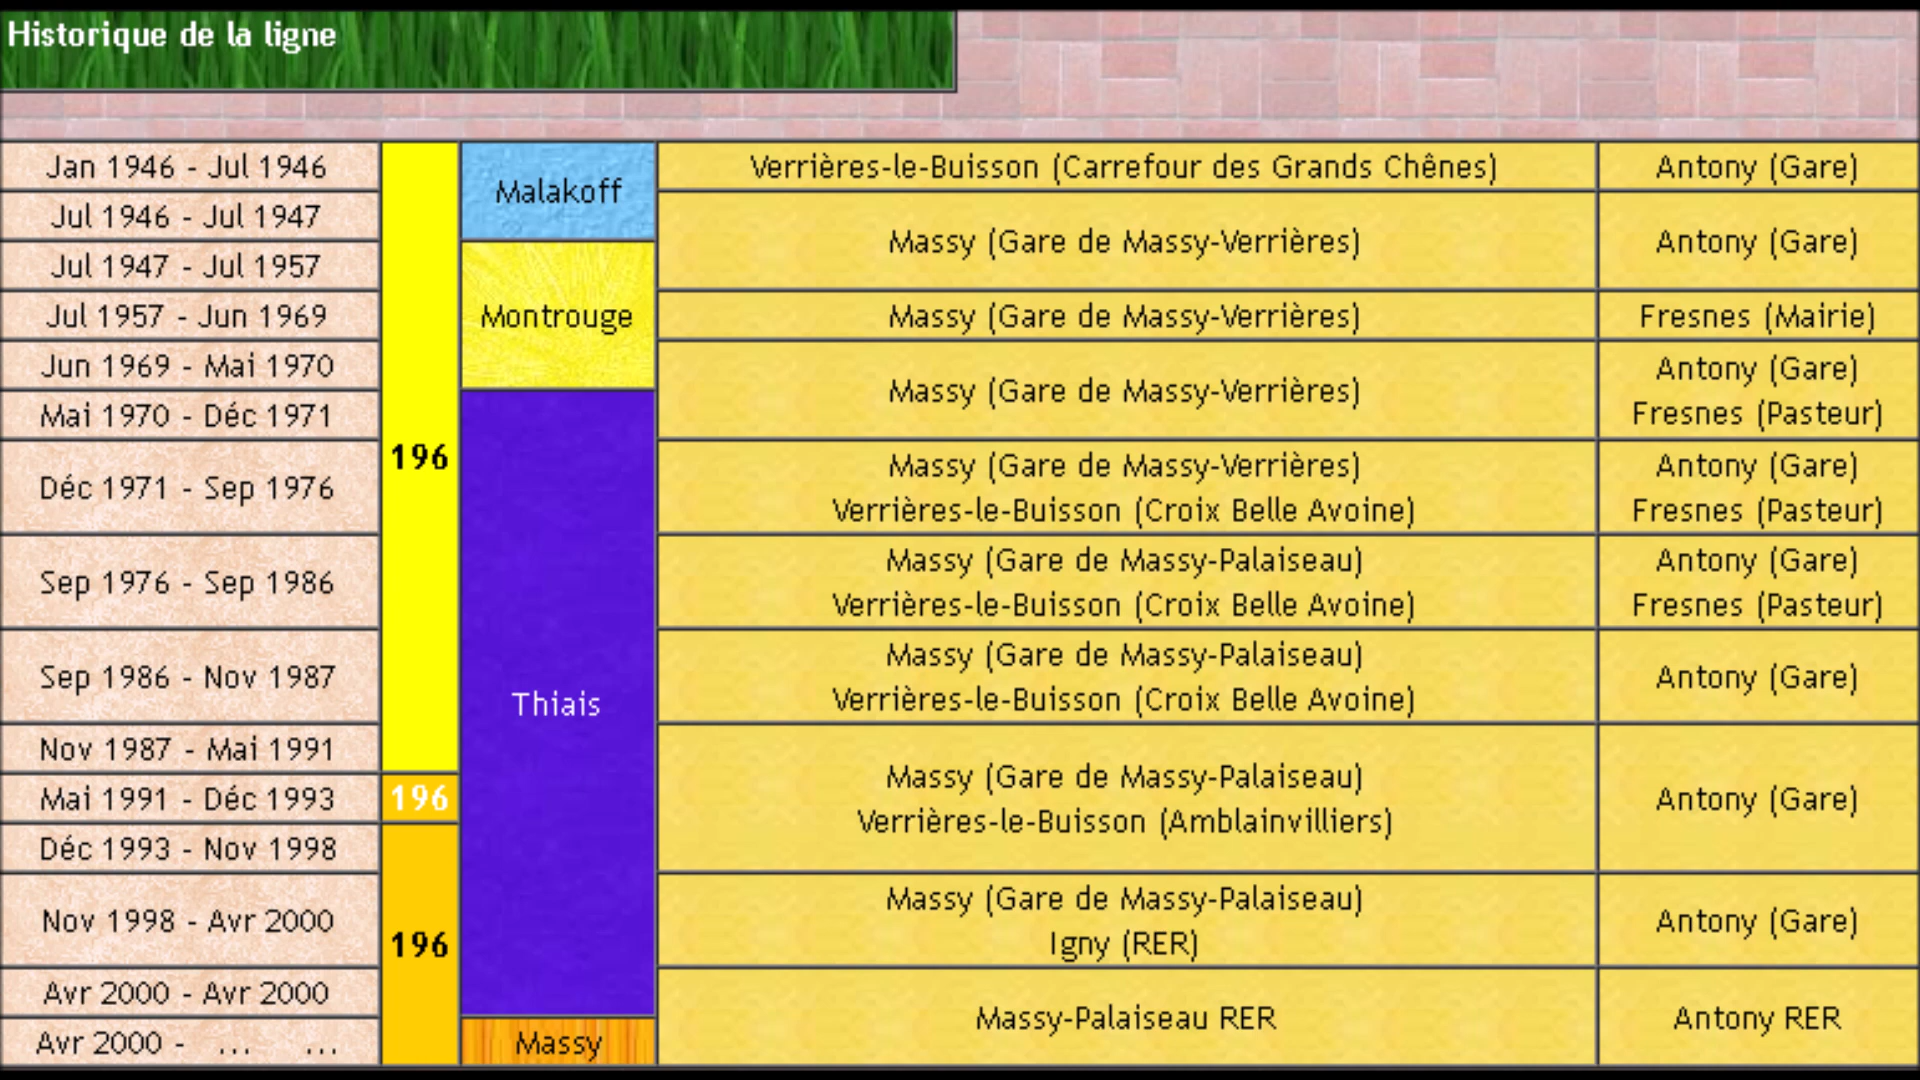 Historique de la ligne
Jan 1946 - Jul 1946
Jul 1946 - Jul 1947
Jul 1947 - Jul 1957
Jul 1957 - Jun 1969
Jun 1969 - Mai 1970
Mai 1970 - Déc 1971
Déc 1971 - Sep 1976
Sep 1976 - Sep 1986
Sep 1986 - Nov 1987
Nov 1987 - Mai 1991
Mai 1991 - Déc 1993
Déc 1993 - Nov 1998
Nov 1998 - Avr 2000
Avr 2000 - Avr 2000
Avr 2000 - ... ...
196
196
196
Malakoff
Montrouge
Thiais
Massy
Verrières-le-Buisson (Carrefour des Grands Chênes)
Massy (Gare de Massy-Verrières)
Massy (Gare de Massy-Verrières)
Massy (Gare de Massy-Verrières)
Massy (Gare de Massy-Verrières)
Verrières-le-Buisson (Croix Belle Avoine)
Massy (Gare de Massy-Palaiseau)
Verrières-le-Buisson (Croix Belle Avoine)
Massy (Gare de Massy-Palaiseau)
Verrières-le-Buisson (Croix Belle Avoine)
Massy (Gare de Massy-Palaiseau)
Verrières-le-Buisson (Amblainvilliers)
Massy (Gare de Massy-Palaiseau)
Igny (RER)
Massy-Palaiseau RER
Antony (Gare)
Antony (Gare)
Fresnes (Mairie)
Antony (Gare)
Fresnes (Pasteur)
Antony (Gare)
Fresnes (Pasteur)
Antony (Gare)
Fresnes (Pasteur)
Antony (Gare)
Antony (Gare)
Antony (Gare)
Antony RER